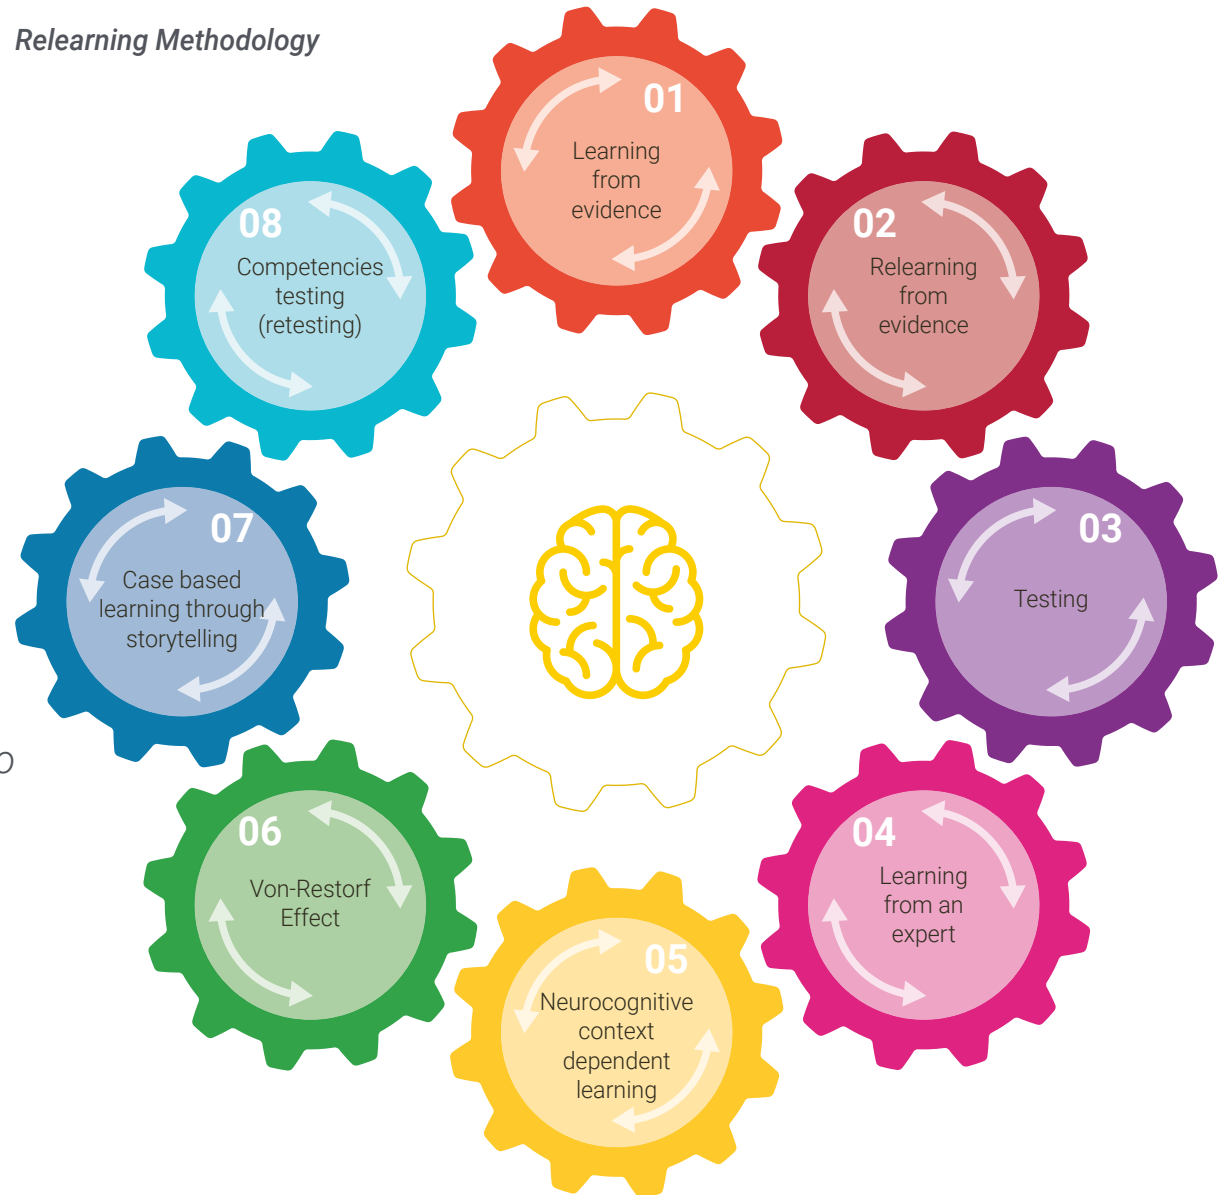 Relearning Methodology
01
Learning
from
evidence
02
Relearning
from
evidence
03
Testing
04
Learning
from an
expert
05
Neurocognitive
context
dependent
learning
06
Von-Restorf
Effect
07
Case based
learning through
storytelling
08
Competencies
testing
(retesting)